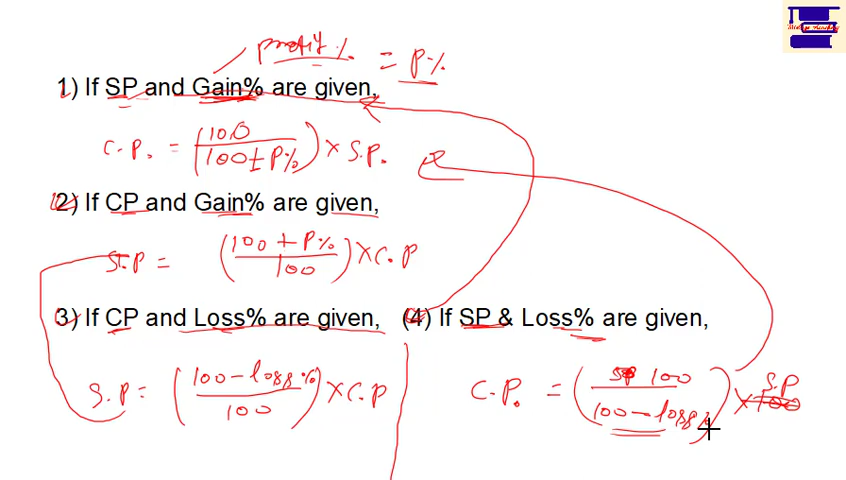 profit% = P%
1) If SP and Gain% are given,
C.P. = (100 / 100+P%) × S.P.
2) If CP and Gain% are given,
S.P = (100 + P% / 100) × C.P
3) If CP and Loss% are given, (4) If SP & Loss% are given,
S.P = (100 - loss% / 100) × C.P
C.P. = (100 / 100 - loss%) × S.P